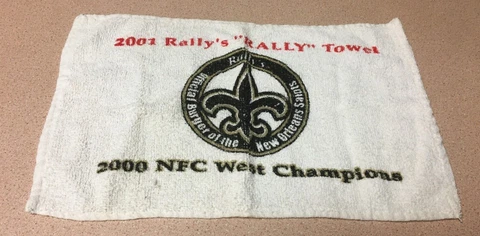 2001 Rally's "RALLY" Towel
Rally's
Official Burger of the New Orleans Saints
2000 NFC West Champions